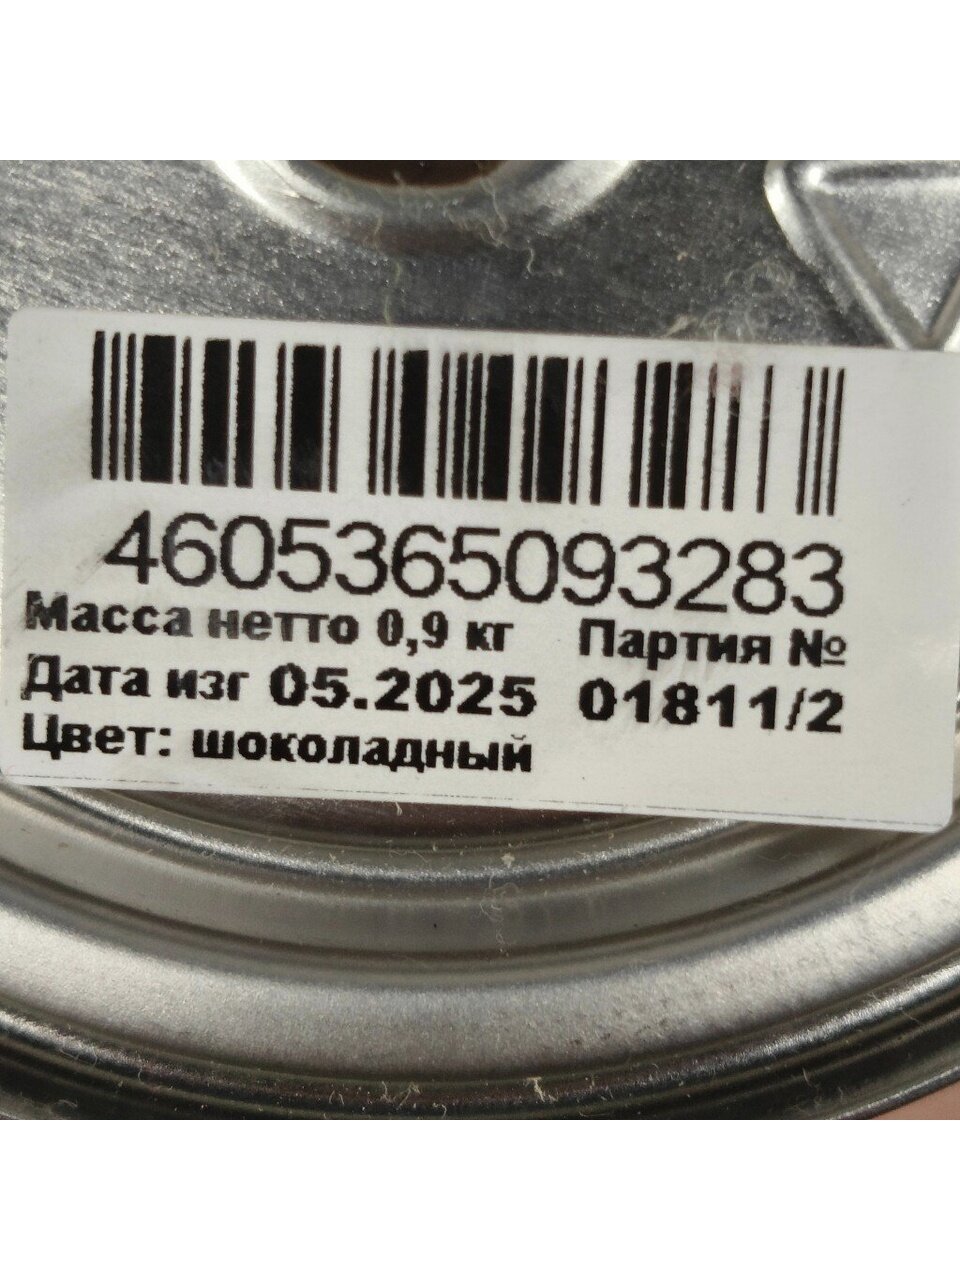 4605365093283
Масса нетто 0,9 кг Партия №
Дата изг 05.2025 01811/2
Цвет: шоколадный